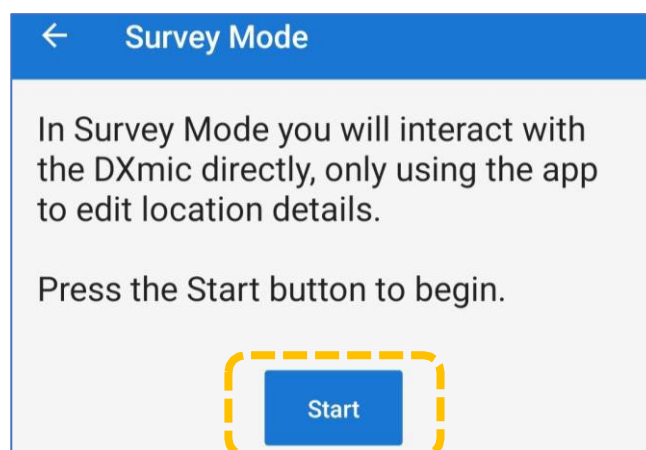 Survey Mode
In Survey Mode you will interact with
the DXmic directly, only using the app
to edit location details.
Press the Start button to begin.
Start